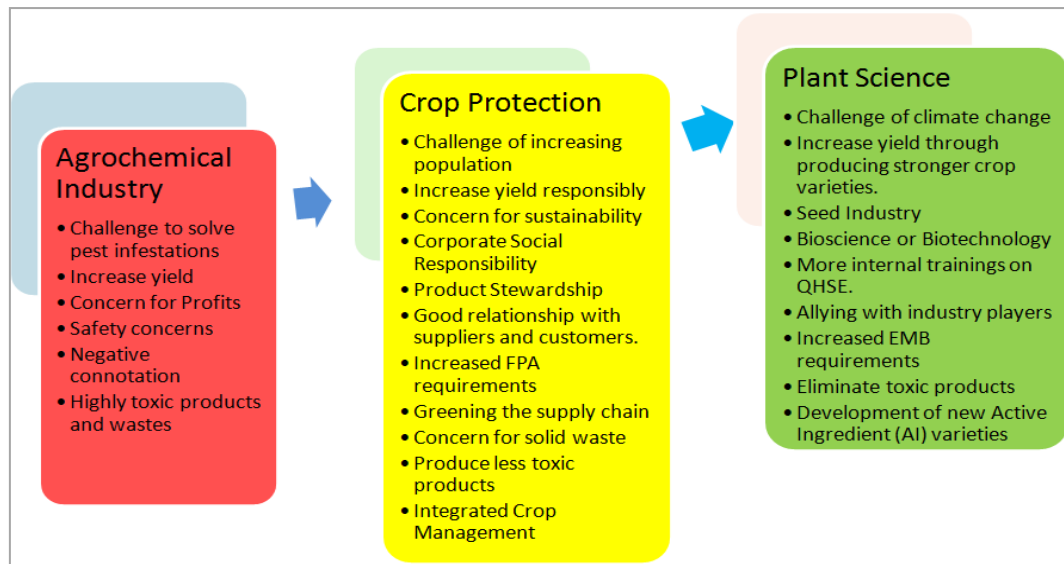 Agrochemical
Industry
• Challenge to solve
pest infestations
• Increase yield
• Concern for Profits
• Safety concerns
• Negative
connotation
• Highly toxic products
and wastes
Crop Protection
• Challenge of increasing
population
• Increase yield responsibly
• Concern for sustainability
• Corporate Social
Responsibility
• Product Stewardship
• Good relationship with
suppliers and customers.
• Increased FPA
requirements
• Greening the supply chain
• Concern for solid waste
• Produce less toxic
products
• Integrated Crop
Management
Plant Science
• Challenge of climate change
• Increase yield through
producing stronger crop
varieties.
• Seed Industry
• Bioscience or Biotechnology
• More internal trainings on
QHSE.
• Allying with industry players
• Increased EMB
requirements
• Eliminate toxic products
• Development of new Active
Ingredient (AI) varieties